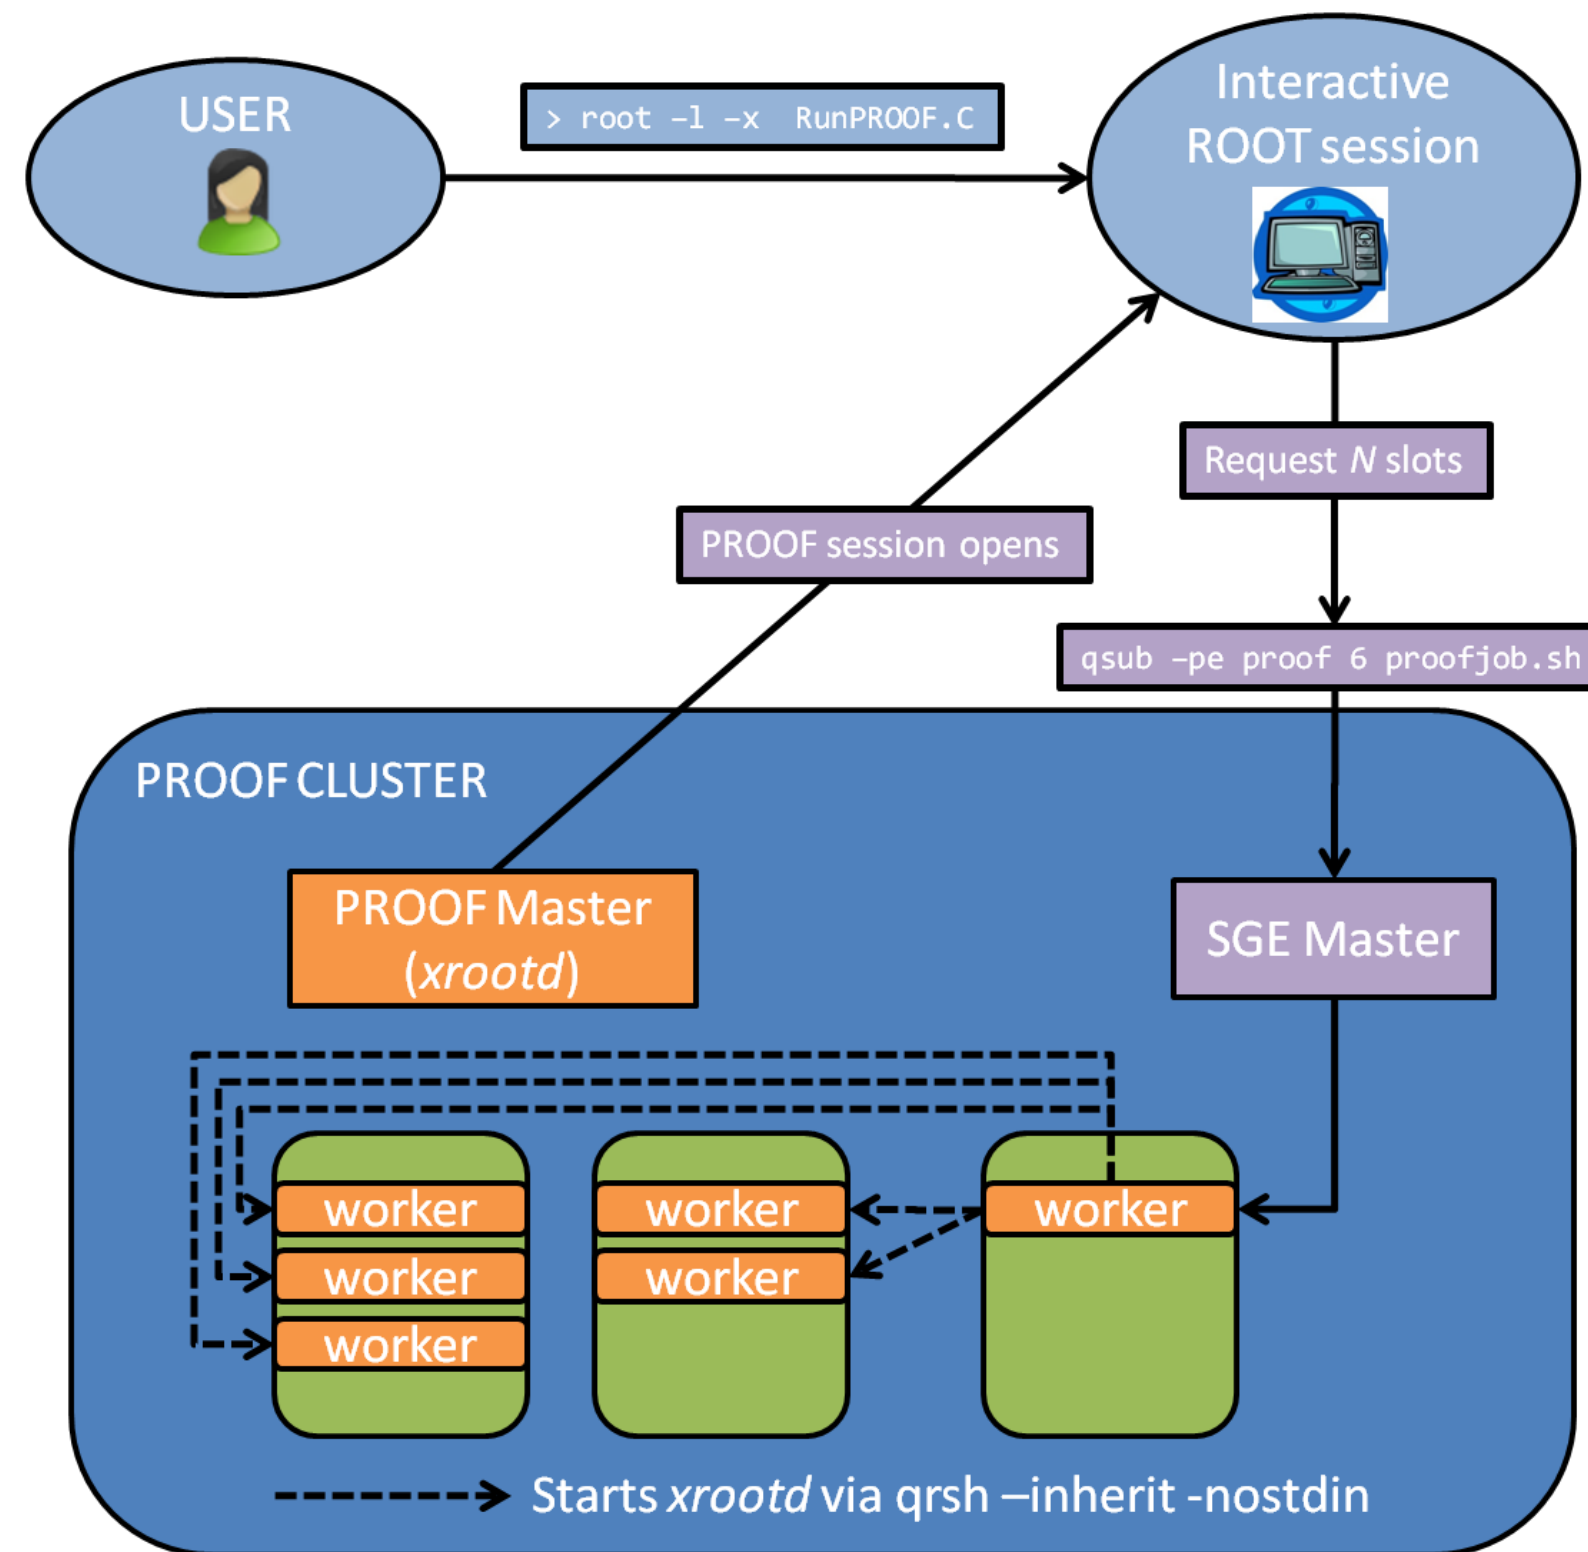 USER
> root –l –x  RunPROOF.C
Interactive
ROOT session
Request N slots
PROOF session opens
qsub –pe proof 6 proofjob.sh
PROOF CLUSTER
PROOF Master
(xrootd)
SGE Master
worker
worker
worker
worker
worker
worker
Starts xrootd via qrsh –inherit -nostdin